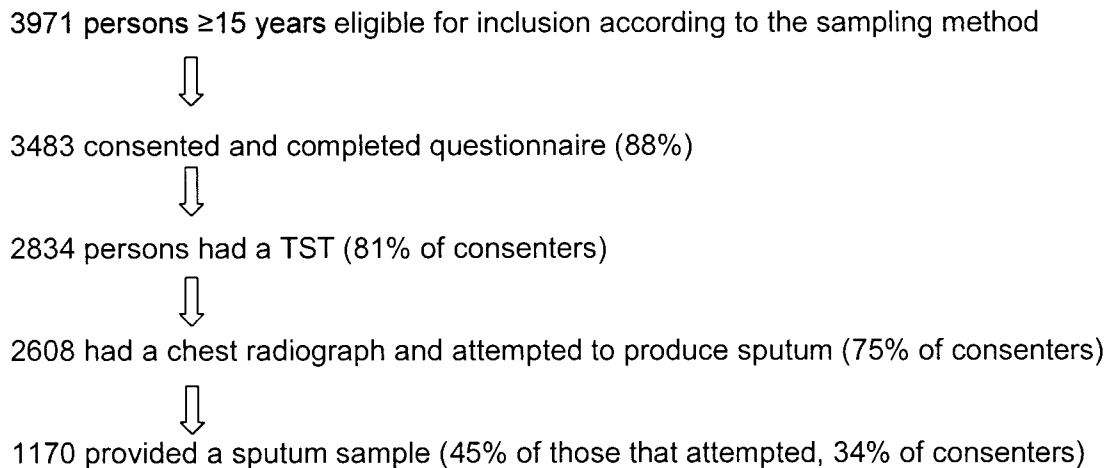 3971 persons ≥15 years eligible for inclusion according to the sampling method
3483 consented and completed questionnaire (88%)
2834 persons had a TST (81% of consenters)
2608 had a chest radiograph and attempted to produce sputum (75% of consenters)
1170 provided a sputum sample (45% of those that attempted, 34% of consenters)